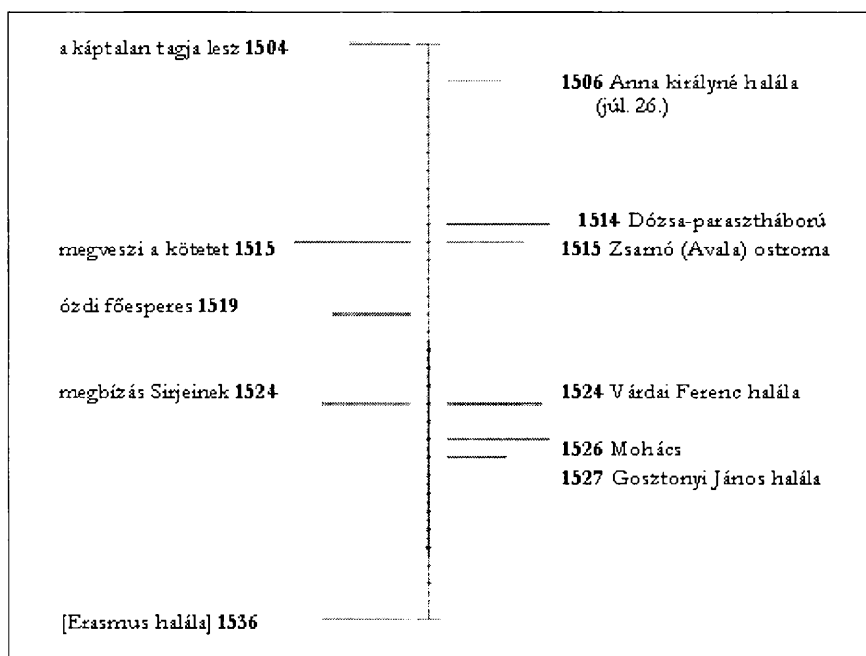 a káptalan tagja lesz 1504
1506 Anna királyné halála
(júl. 26.)
1514 Dózsa-parasztháború
megveszi a kötetet 1515
1515 Zsarnó (Avala) ostroma
ózdi főesperes 1519
megbízás Sirjeinek 1524
1524 Várdai Ferenc halála
1526 Mohács
1527 Gosztonyi János halála
[Erasmus halála] 1536